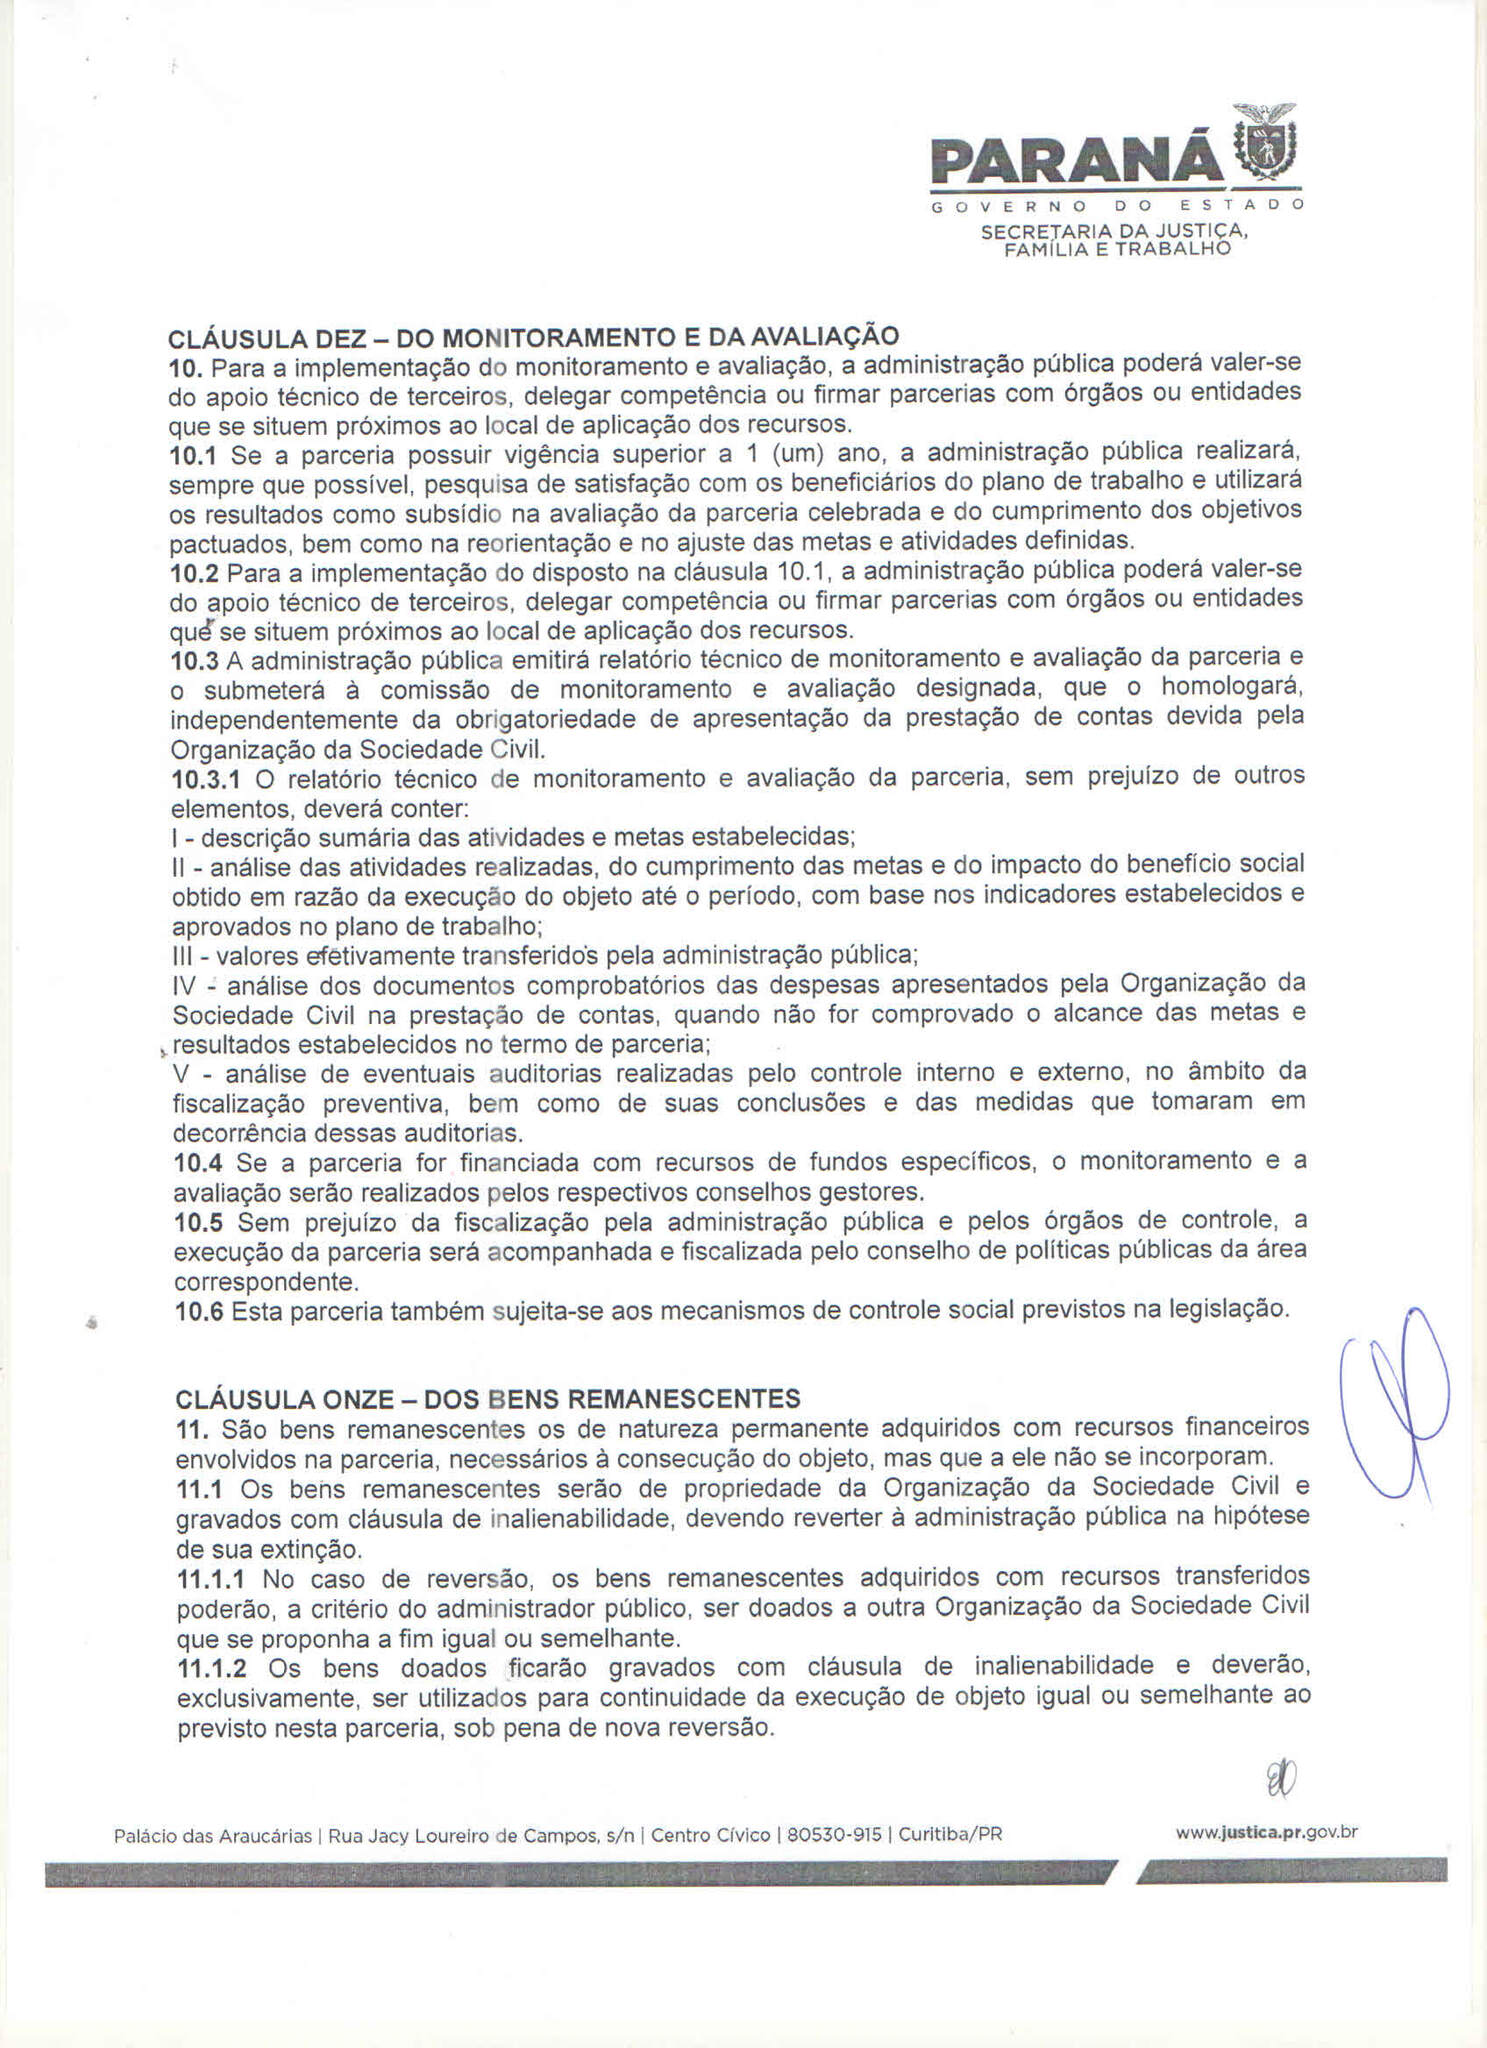 PARANÁ
GOVERNO DO ESTADO
SECRETARIA DA JUSTIÇA,
FAMÍLIA E TRABALHO
CLÁUSULA DEZ – DO MONITORAMENTO E DA AVALIAÇÃO
10. Para a implementação do monitoramento e avaliação, a administração pública poderá valer-se
do apoio técnico de terceiros, delegar competência ou firmar parcerias com órgãos ou entidades
que se situem próximos ao local de aplicação dos recursos.
10.1 Se a parceria possuir vigência superior a 1 (um) ano, a administração pública realizará,
sempre que possível, pesquisa de satisfação com os beneficiários do plano de trabalho e utilizará
os resultados como subsídio na avaliação da parceria celebrada e do cumprimento dos objetivos
pactuados, bem como na reorientação e no ajuste das metas e atividades definidas.
10.2 Para a implementação do disposto na cláusula 10.1, a administração pública poderá valer-se
do apoio técnico de terceiros, delegar competência ou firmar parcerias com órgãos ou entidades
que se situem próximos ao local de aplicação dos recursos.
10.3 A administração pública emitirá relatório técnico de monitoramento e avaliação da parceria e
o submeterá à comissão de monitoramento e avaliação designada, que o homologará,
independentemente da obrigatoriedade de apresentação da prestação de contas devida pela
Organização da Sociedade Civil.
10.3.1 O relatório técnico de monitoramento e avaliação da parceria, sem prejuízo de outros
elementos, deverá conter:
I - descrição sumária das atividades e metas estabelecidas;
II - análise das atividades realizadas, do cumprimento das metas e do impacto do benefício social
obtido em razão da execução do objeto até o período, com base nos indicadores estabelecidos e
aprovados no plano de trabalho;
III - valores efetivamente transferidos pela administração pública;
IV - análise dos documentos comprobatórios das despesas apresentados pela Organização da
Sociedade Civil na prestação de contas, quando não for comprovado o alcance das metas e
resultados estabelecidos no termo de parceria;
V - análise de eventuais auditorias realizadas pelo controle interno e externo, no âmbito da
fiscalização preventiva, bem como de suas conclusões e das medidas que tomaram em
decorrência dessas auditorias.
10.4 Se a parceria for financiada com recursos de fundos específicos, o monitoramento e a
avaliação serão realizados pelos respectivos conselhos gestores.
10.5 Sem prejuízo da fiscalização pela administração pública e pelos órgãos de controle, a
execução da parceria será acompanhada e fiscalizada pelo conselho de políticas públicas da área
correspondente.
10.6 Esta parceria também sujeita-se aos mecanismos de controle social previstos na legislação.
CLÁUSULA ONZE – DOS BENS REMANESCENTES
11. São bens remanescentes os de natureza permanente adquiridos com recursos financeiros
envolvidos na parceria, necessários à consecução do objeto, mas que a ele não se incorporam.
11.1 Os bens remanescentes serão de propriedade da Organização da Sociedade Civil e
gravados com cláusula de inalienabilidade, devendo reverter à administração pública na hipótese
de sua extinção.
11.1.1 No caso de reversão, os bens remanescentes adquiridos com recursos transferidos
poderão, a critério do administrador público, ser doados a outra Organização da Sociedade Civil
que se proponha a fim igual ou semelhante.
11.1.2 Os bens doados ficarão gravados com cláusula de inalienabilidade e deverão,
exclusivamente, ser utilizados para continuidade da execução de objeto igual ou semelhante ao
previsto nesta parceria, sob pena de nova reversão.
Palácio das Araucárias | Rua Jacy Loureiro de Campos, s/n | Centro Cívico | 80530-915 | Curitiba/PR
www.justica.pr.gov.br